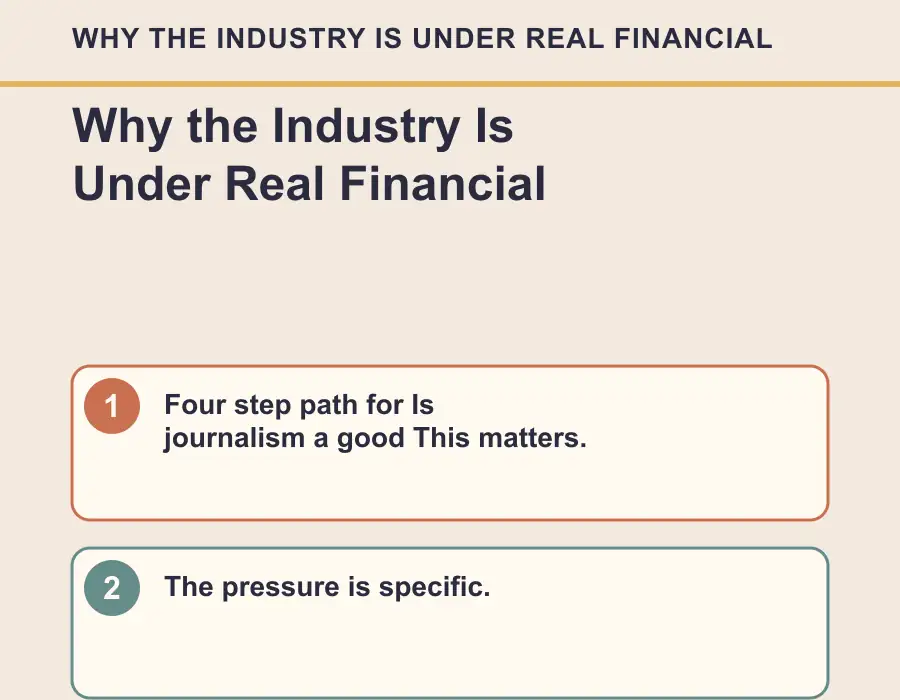 WHY THE INDUSTRY IS UNDER REAL FINANCIAL
Why the Industry Is
Under Real Financial
1
Four step path for Is
journalism a good This matters.
2
The pressure is specific.